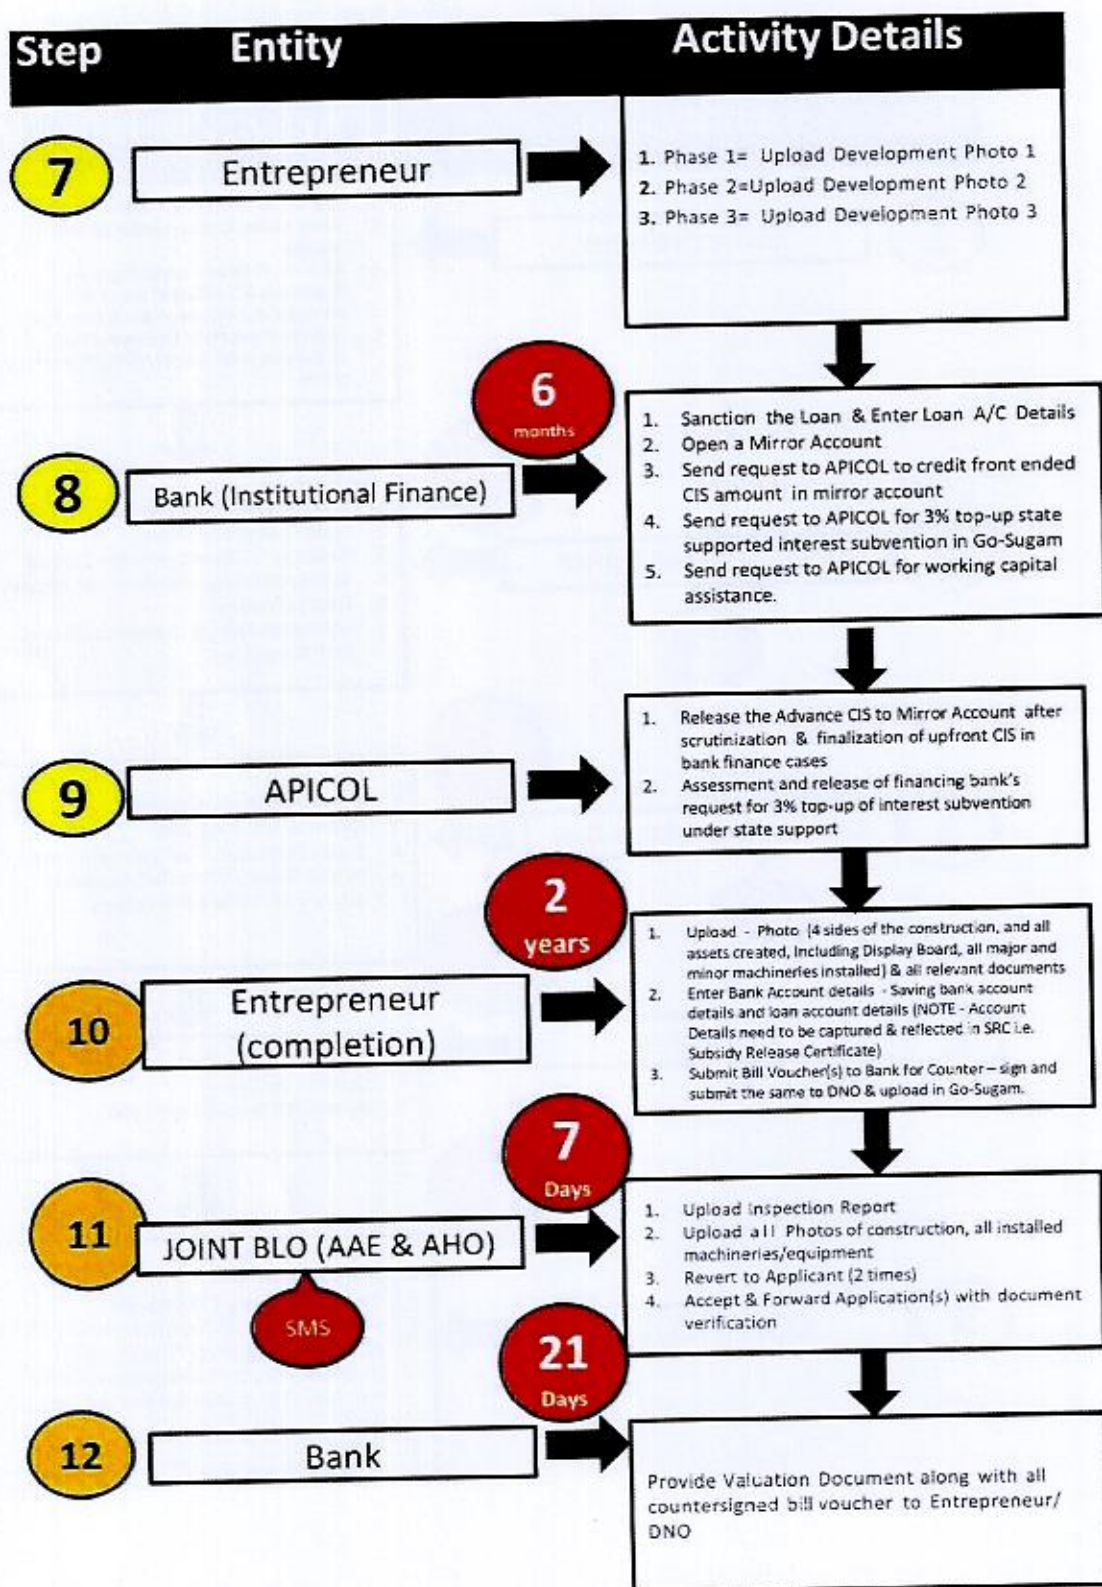 Step Entity Activity Details
7
Entrepreneur
1. Phase 1= Upload Development Photo 1
2. Phase 2=Upload Development Photo 2
3. Phase 3= Upload Development Photo 3
6
months
8
Bank (Institutional Finance)
1. Sanction the Loan & Enter Loan A/C Details
2. Open a Mirror Account
3. Send request to APICOL to credit front ended
CIS amount in mirror account
4. Send request to APICOL for 3% top-up state
supported interest subvention in Go-Sugam
5. Send request to APICOL for working capital
assistance.
9
APICOL
1. Release the Advance CIS to Mirror Account after
scrutinization & finalization of upfront CIS in
bank finance cases
2. Assessment and release of financing bank's
request for 3% top-up of interest subvention
under state support
2
years
10
Entrepreneur
(completion)
1. Upload - Photo (4 sides of the construction, and all
assets created, including Display Board, all major and
minor machineries installed) & all relevant documents
2. Enter Bank Account details - Saving bank account
details and loan account details (NOTE - Account
Details need to be captured & reflected in SRC i.e.
Subsidy Release Certificate)
3. Submit Bill Voucher(s) to Bank for Counter – sign and
submit the same to DNO & upload in Go-Sugam.
7
Days
11
JOINT BLO (AAE & AHO)
SMS
1. Upload Inspection Report
2. Upload all Photos of construction, all installed
machineries/equipment
3. Revert to Applicant (2 times)
4. Accept & Forward Application(s) with document
verification
21
Days
12
Bank
Provide Valuation Document along with all
countersigned bill voucher to Entrepreneur/
DNO